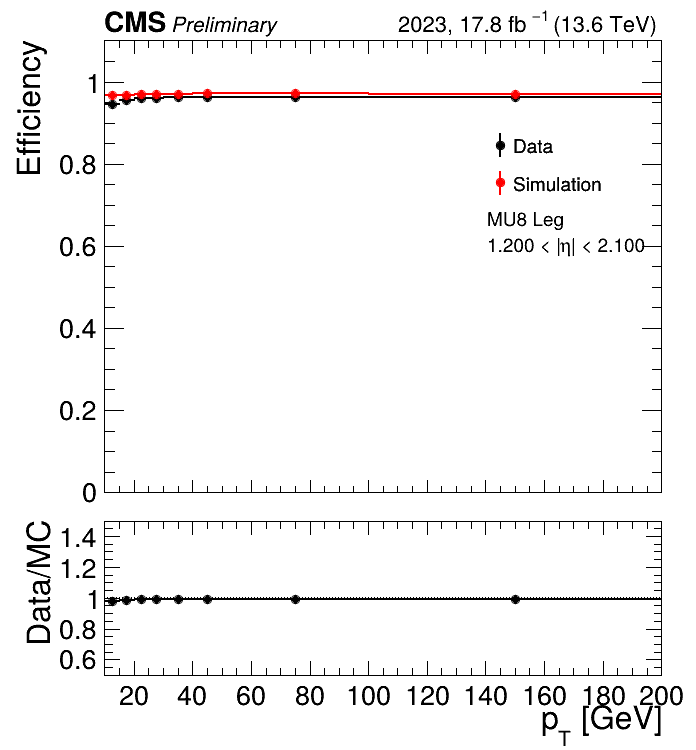 CMS Preliminary 2023, 17.8 fb⁻¹ (13.6 TeV)
Efficiency
1
0.8
0.6
0.4
0.2
0
Data
Simulation
MU8 Leg
1.200 < |η| < 2.100
Data/MC
1.4
1.2
1
0.8
0.6
20 40 60 80 100 120 140 160 180 200
p_T [GeV]